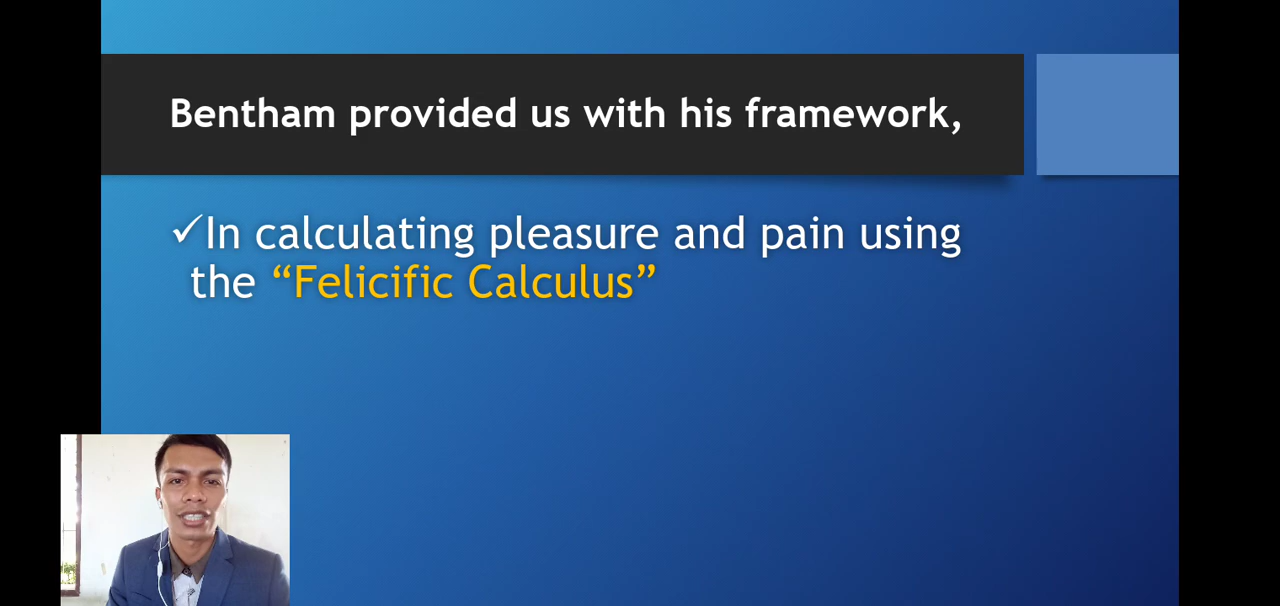 Bentham provided us with his framework,
✓In calculating pleasure and pain using
the “Felicific Calculus”